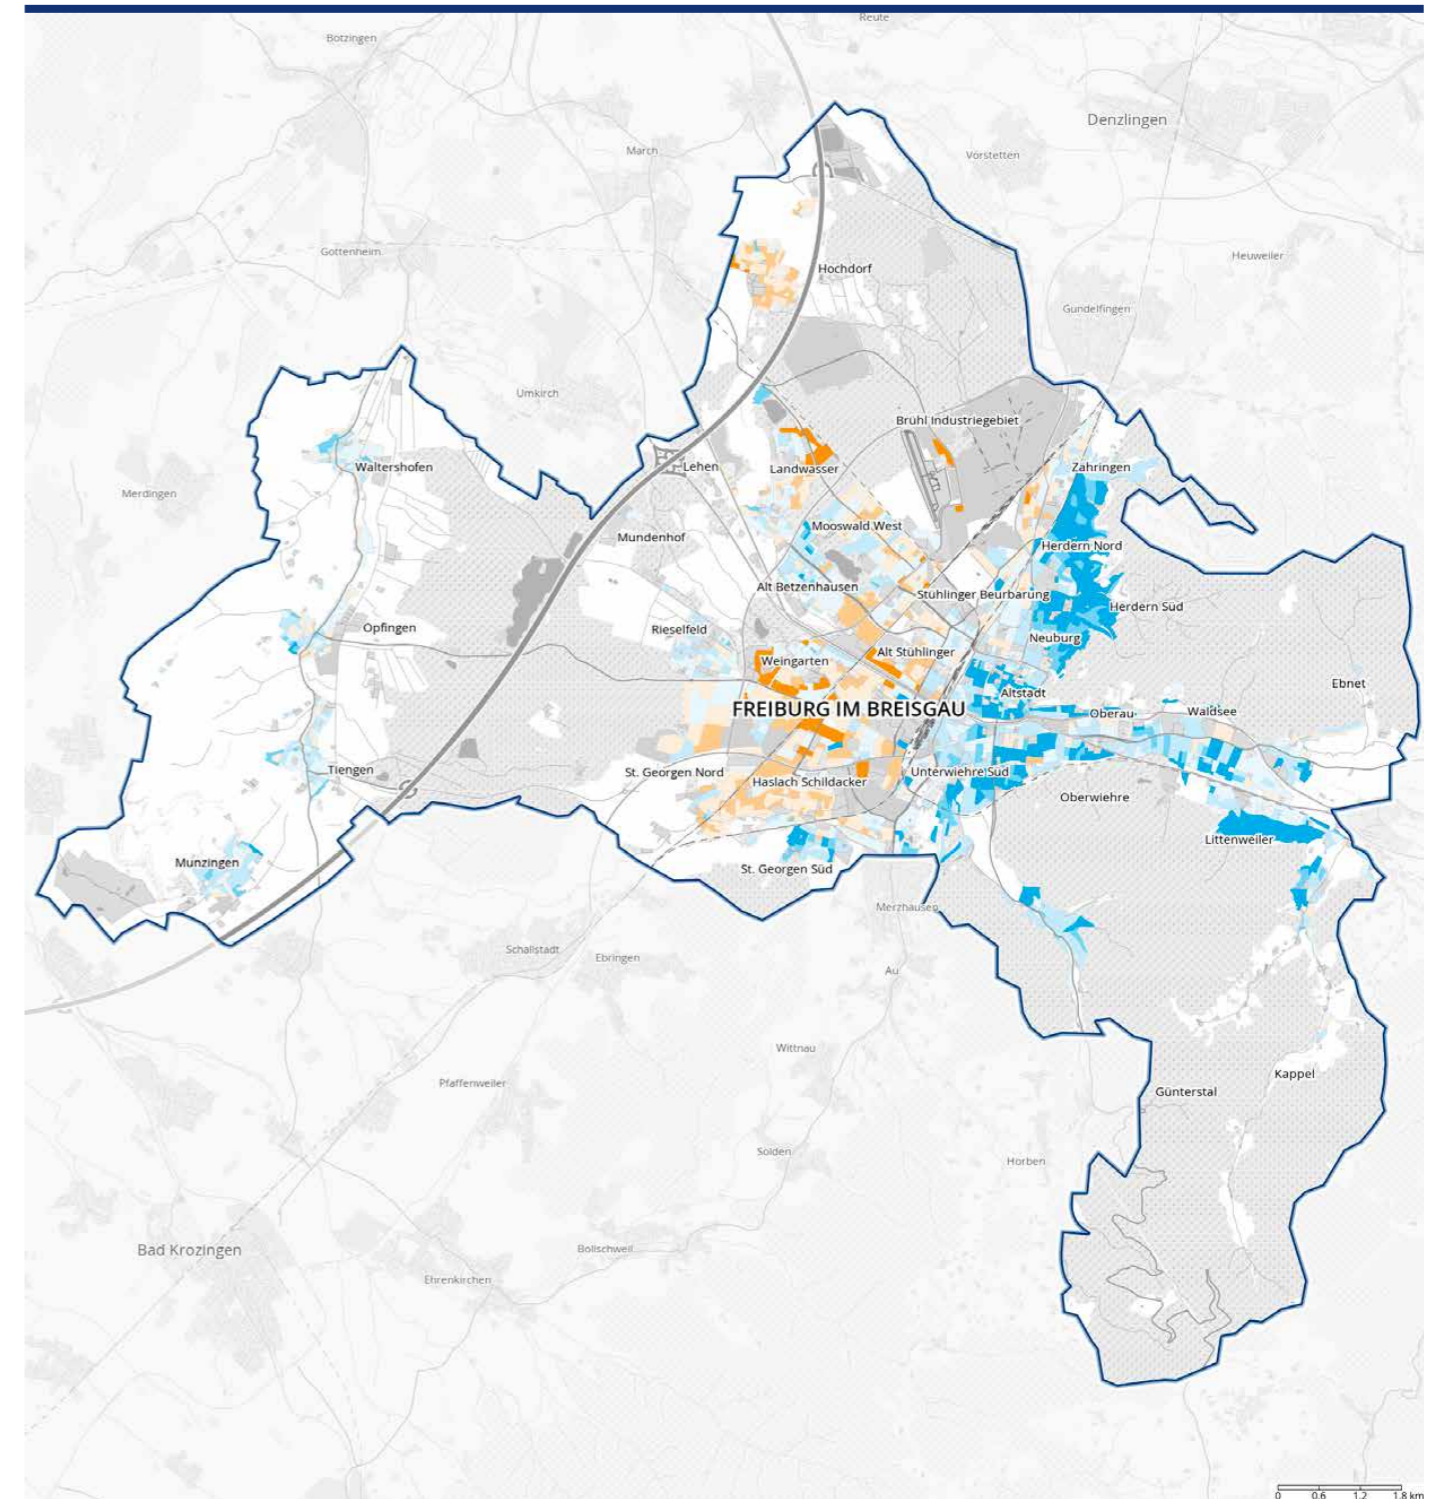 Reute
Botzingen
Denzlingen
March
Vorstetten
Gottenheim
Heuweiler
Hochdorf
Gundelfingen
Umkirch
Brühl Industriegebiet
Waltershofen
Lehen
Landwasser
Zahringen
Merdingen
Mooswald West
Mundenhof
Herdern Nord
Alt Betzenhausen
Stühlinger Beurbarung
Herdern Süd
Opfingen
Rieselfeld
Neuburg
Weingarten
Alt Stühlinger
Ebnet
Altstadt
FREIBURG IM BREISGAU
Oberau
Waldsee
Tiengen
St. Georgen Nord
Haslach Schildacker
Unterwiehre Süd
Oberwiehre
Littenweiler
Munzingen
St. Georgen Süd
Merzhausen
Schallstadt
Ebringen
Au
Wittnau
Pfaffenweiler
Kappel
Günterstal
Sölden
Horben
Bad Krozingen
Bollschweil
Ehrenkirchen
0 0.6 1.2 1.8 km